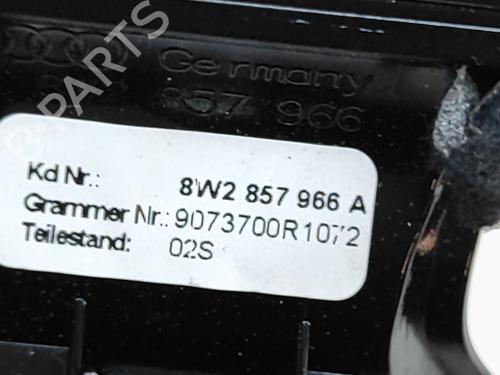 Germany
857 966
Kd Nr.: 8W2 857 966 A
Grammer Nr.: 9073700R1072
Teilestand: 02S
B-PARTS